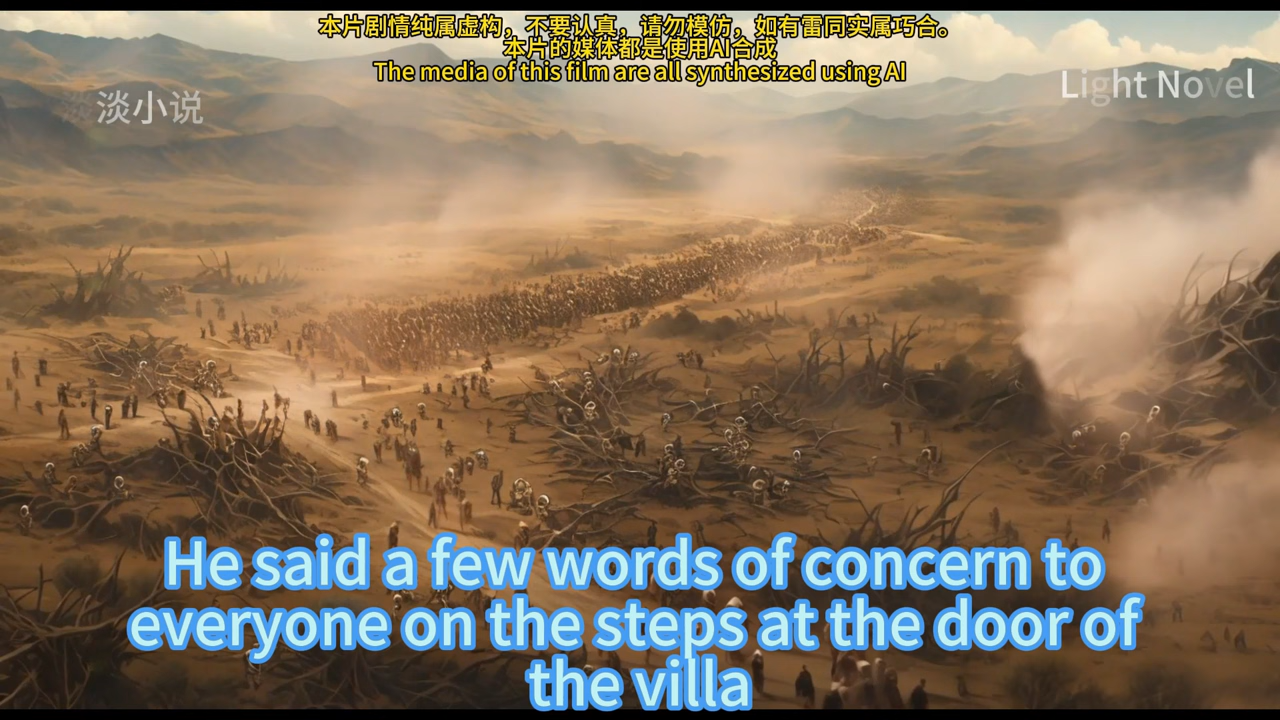 本片剧情纯属虚构，不要认真，请勿模仿，如有雷同实属巧合。
本片的媒体都是使用AI合成
The media of this film are all synthesized using AI
淡小说
Light Novel
He said a few words of concern to
everyone on the steps at the door of
the villa